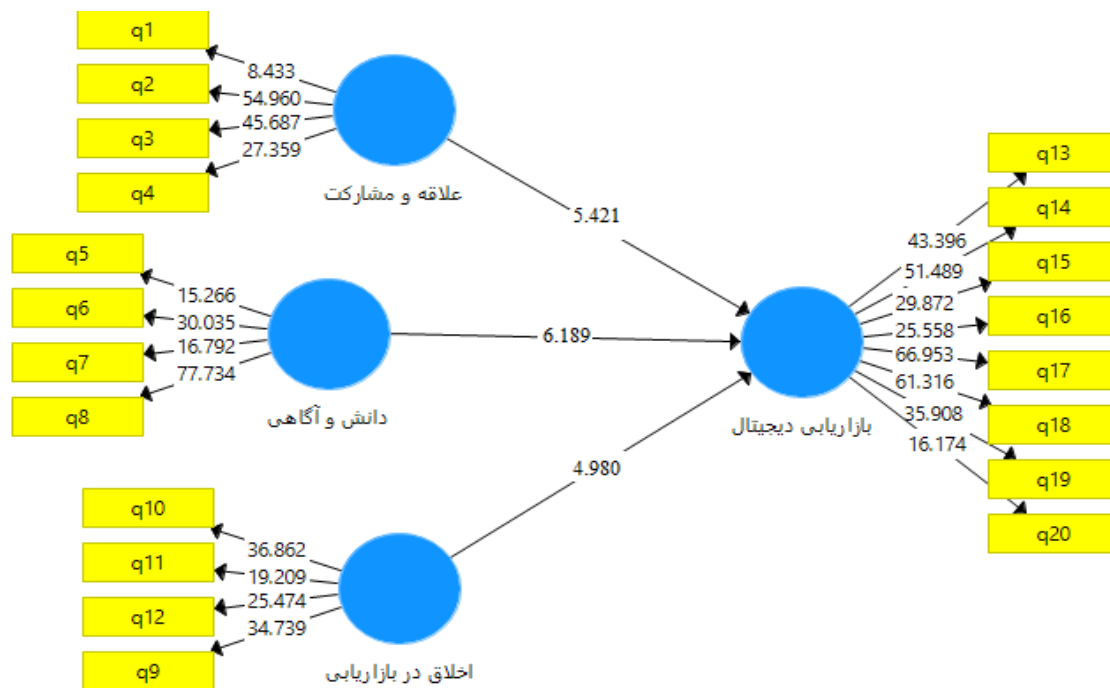 q1
q2
q3
q4
8.433
54.960
45.687
27.359
علاقه و مشارکت
5.421
q5
q6
q7
q8
15.266
30.035
16.792
77.734
دانش و آگاهی
6.189
q10
q11
q12
q9
36.862
19.209
25.474
34.739
اخلاق در بازاریابی
4.980
بازاریابی دیجیتال
43.396
51.489
29.872
25.558
66.953
61.316
35.908
16.174
q13
q14
q15
q16
q17
q18
q19
q20